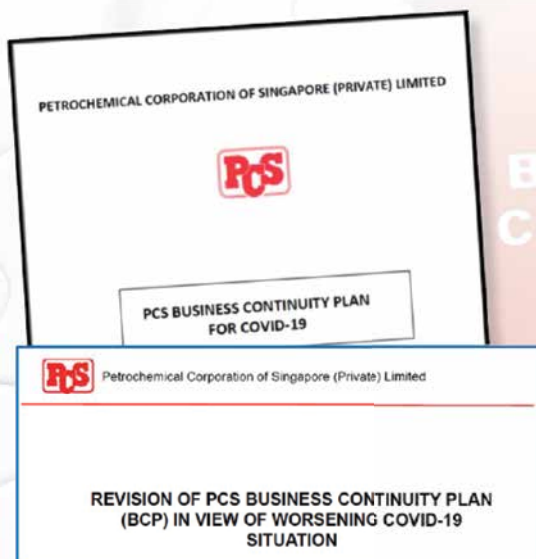 PETROCHEMICAL CORPORATION OF SINGAPORE (PRIVATE) LIMITED
PCS
PCS BUSINESS CONTINUITY PLAN
FOR COVID-19
B
C
PCS Petrochemical Corporation of Singapore (Private) Limited
REVISION OF PCS BUSINESS CONTINUITY PLAN
(BCP) IN VIEW OF WORSENING COVID-19
SITUATION